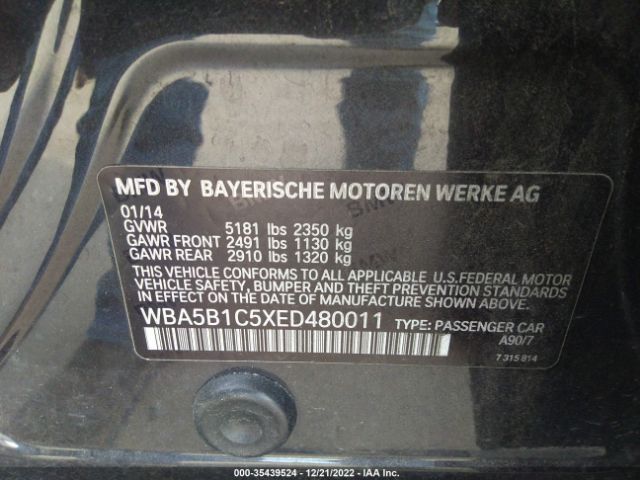 MFD BY BAYERISCHE MOTOREN WERKE AG
01/14
GVWR 5181 lbs 2350 kg
GAWR FRONT 2491 lbs 1130 kg
GAWR REAR 2910 lbs 1320 kg
THIS VEHICLE CONFORMS TO ALL APPLICABLE U.S.FEDERAL MOTOR
VEHICLE SAFETY, BUMPER AND THEFT PREVENTION STANDARDS IN
EFFECT ON THE DATE OF MANUFACTURE SHOWN ABOVE.
WBA5B1C5XED480011 TYPE: PASSENGER CAR
A90/7
7 315 814
000-35439524 - 12/21/2022 - IAA Inc.